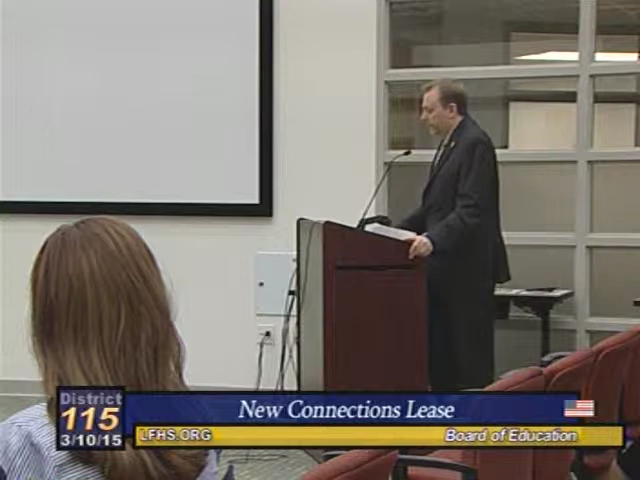 District
115
3/10/15
New Connections Lease
LFHS.ORG
Board of Education